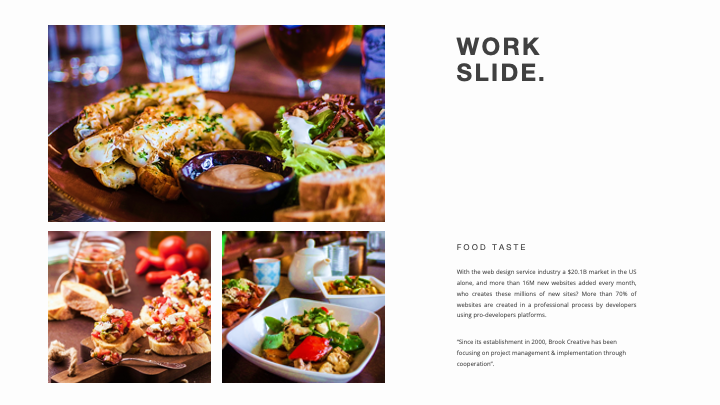 WORK
SLIDE.
FOOD TASTE
With the web design service industry a $20.1B market in the US
alone, and more than 16M new websites added every month,
who creates these millions of new sites? More than 70% of
websites are created in a professional process by developers
using pro-developers platforms.
"Since its establishment in 2000, Brook Creative has been
focusing on project management & implementation through
cooperation".